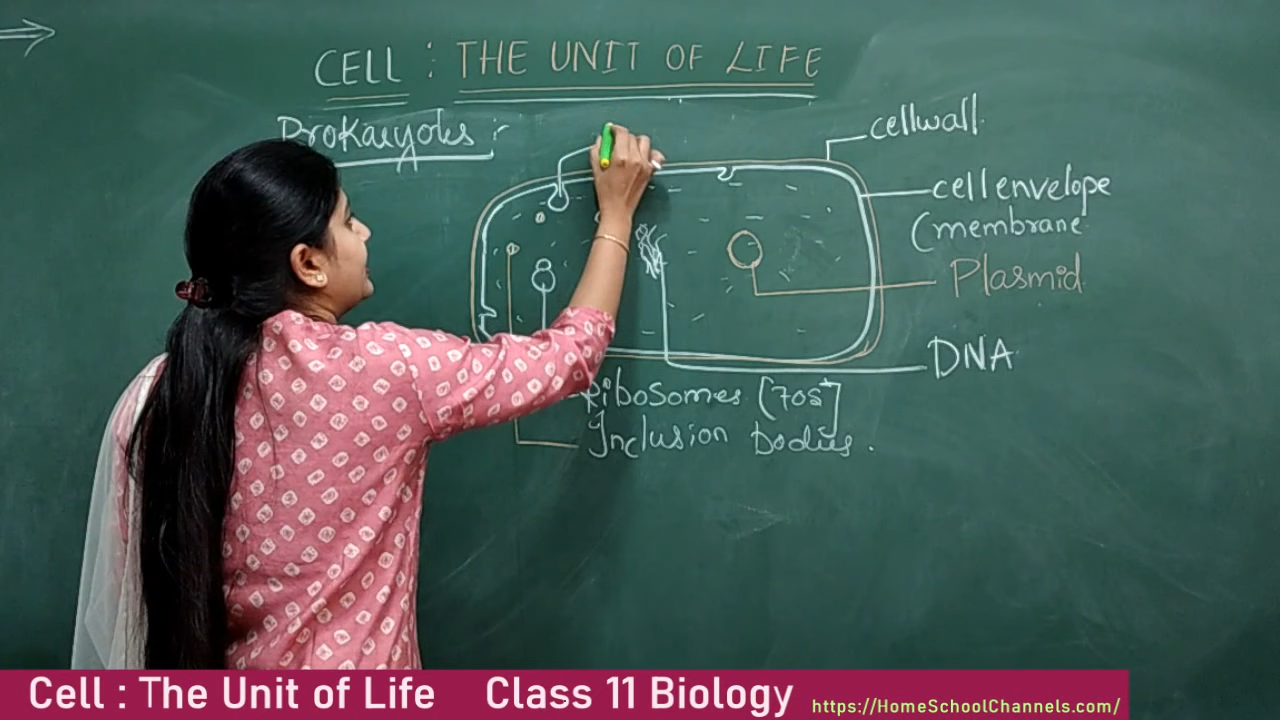 CELL : THE UNIT OF LIFE
Prokaryotes :-
cellwall
cell envelope
(membrane
Plasmid
DNA
Ribosomes [70s]
Inclusion bodies.
Cell : The Unit of Life Class 11 Biology https://HomeSchoolChannels.com/